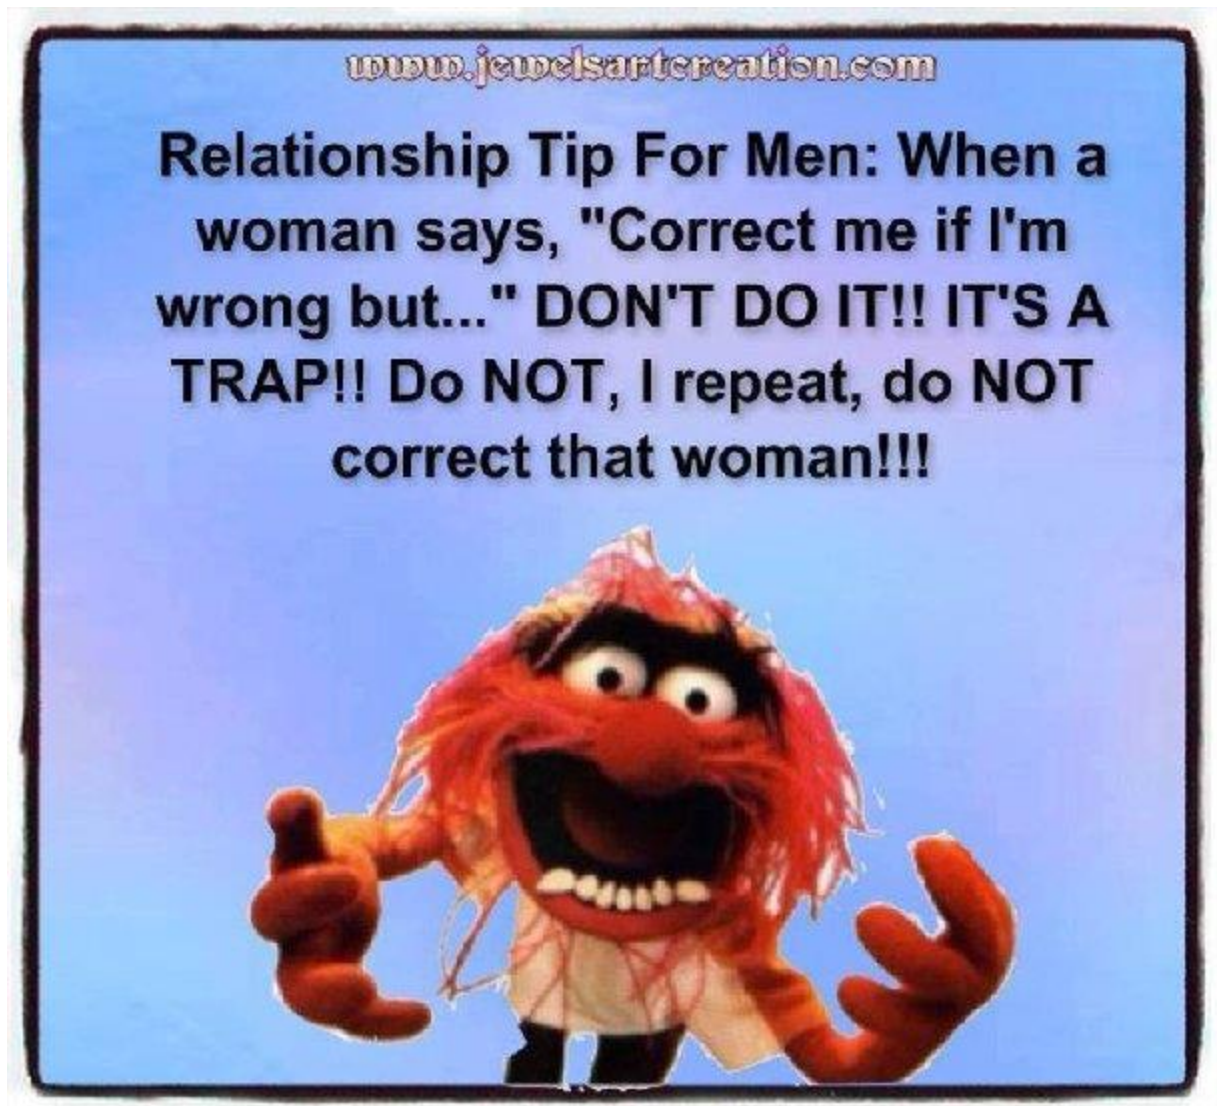 www.jewelsartcreation.com
Relationship Tip For Men: When a
woman says, "Correct me if I'm
wrong but..." DON'T DO IT!! IT'S A
TRAP!! Do NOT, I repeat, do NOT
correct that woman!!!